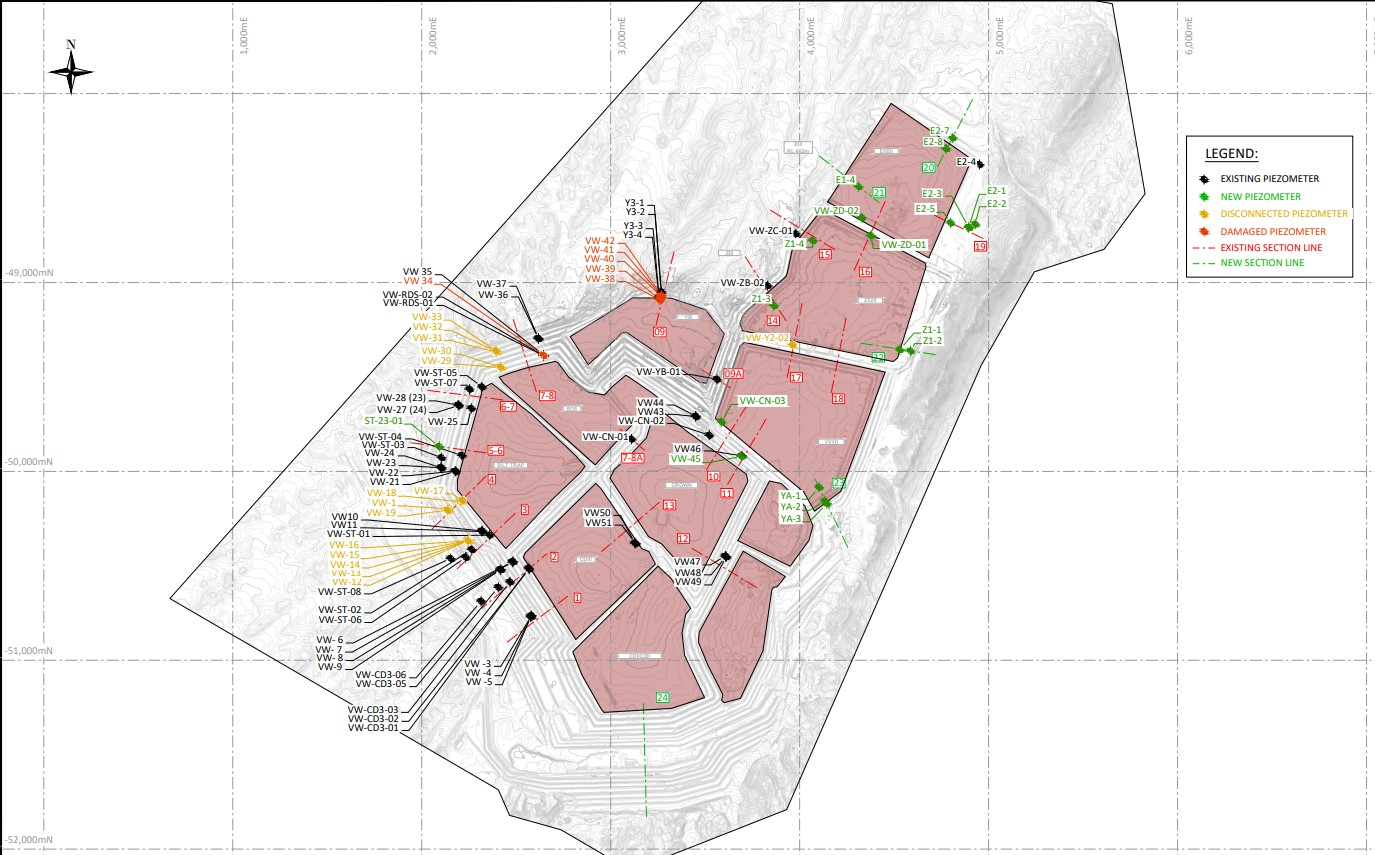 N
1,000mE
2,000mE
3,000mE
4,000mE
5,000mE
6,000mE
-49,000mN
-50,000mN
-51,000mN
-52,000mN
LEGEND:
EXISTING PIEZOMETER
NEW PIEZOMETER
DISCONNECTED PIEZOMETER
DAMAGED PIEZOMETER
EXISTING SECTION LINE
NEW SECTION LINE
E2-7
E2-8
E2-4
20
E1-4
21
E2-3
E2-1
E2-2
E2-5
19
VW-ZD-02
VW-ZD-01
VW-ZC-01
Z1-4
15
16
VW-ZB-02
Z1-3
14
VW-Y2-02
Z1-1
Z1-2
22
17
18
Y3-1
Y3-2
Y3-3
Y3-4
VW-42
VW-41
VW-40
VW-39
VW-38
09
VW 35
VW 34
VW-RDS-02
VW-RDS-01
VW-37
VW-36
VW-33
VW-32
VW-31
VW-30
VW-29
VW-ST-05
VW-ST-07
VW-28 (23)
VW-27 (24)
VW-25
ST-23-01
VW-ST-04
VW-ST-03
VW-24
VW-23
VW-22
VW-21
VW-18
VW-17
VW-1
VW-19
VW10
VW11
VW-ST-01
VW-16
VW-15
VW-14
VW-13
VW-12
VW-ST-08
VW-ST-02
VW-ST-06
VW- 6
VW- 7
VW- 8
VW-9
VW-CD3-06
VW-CD3-05
VW-CD3-03
VW-CD3-02
VW-CD3-01
VW -3
VW -4
VW -5
7-8
6-7
5-6
SILT TRAP
4
3
2
1
VW-YB-01
09A
VW-CN-03
VW44
VW43
VW-CN-02
VW-CN-01
7-8A
VW46
VW-45
10
11
13
12
VW50
VW51
VW47
VW48
VW49
YA-1
YA-2
YA-3
23
24